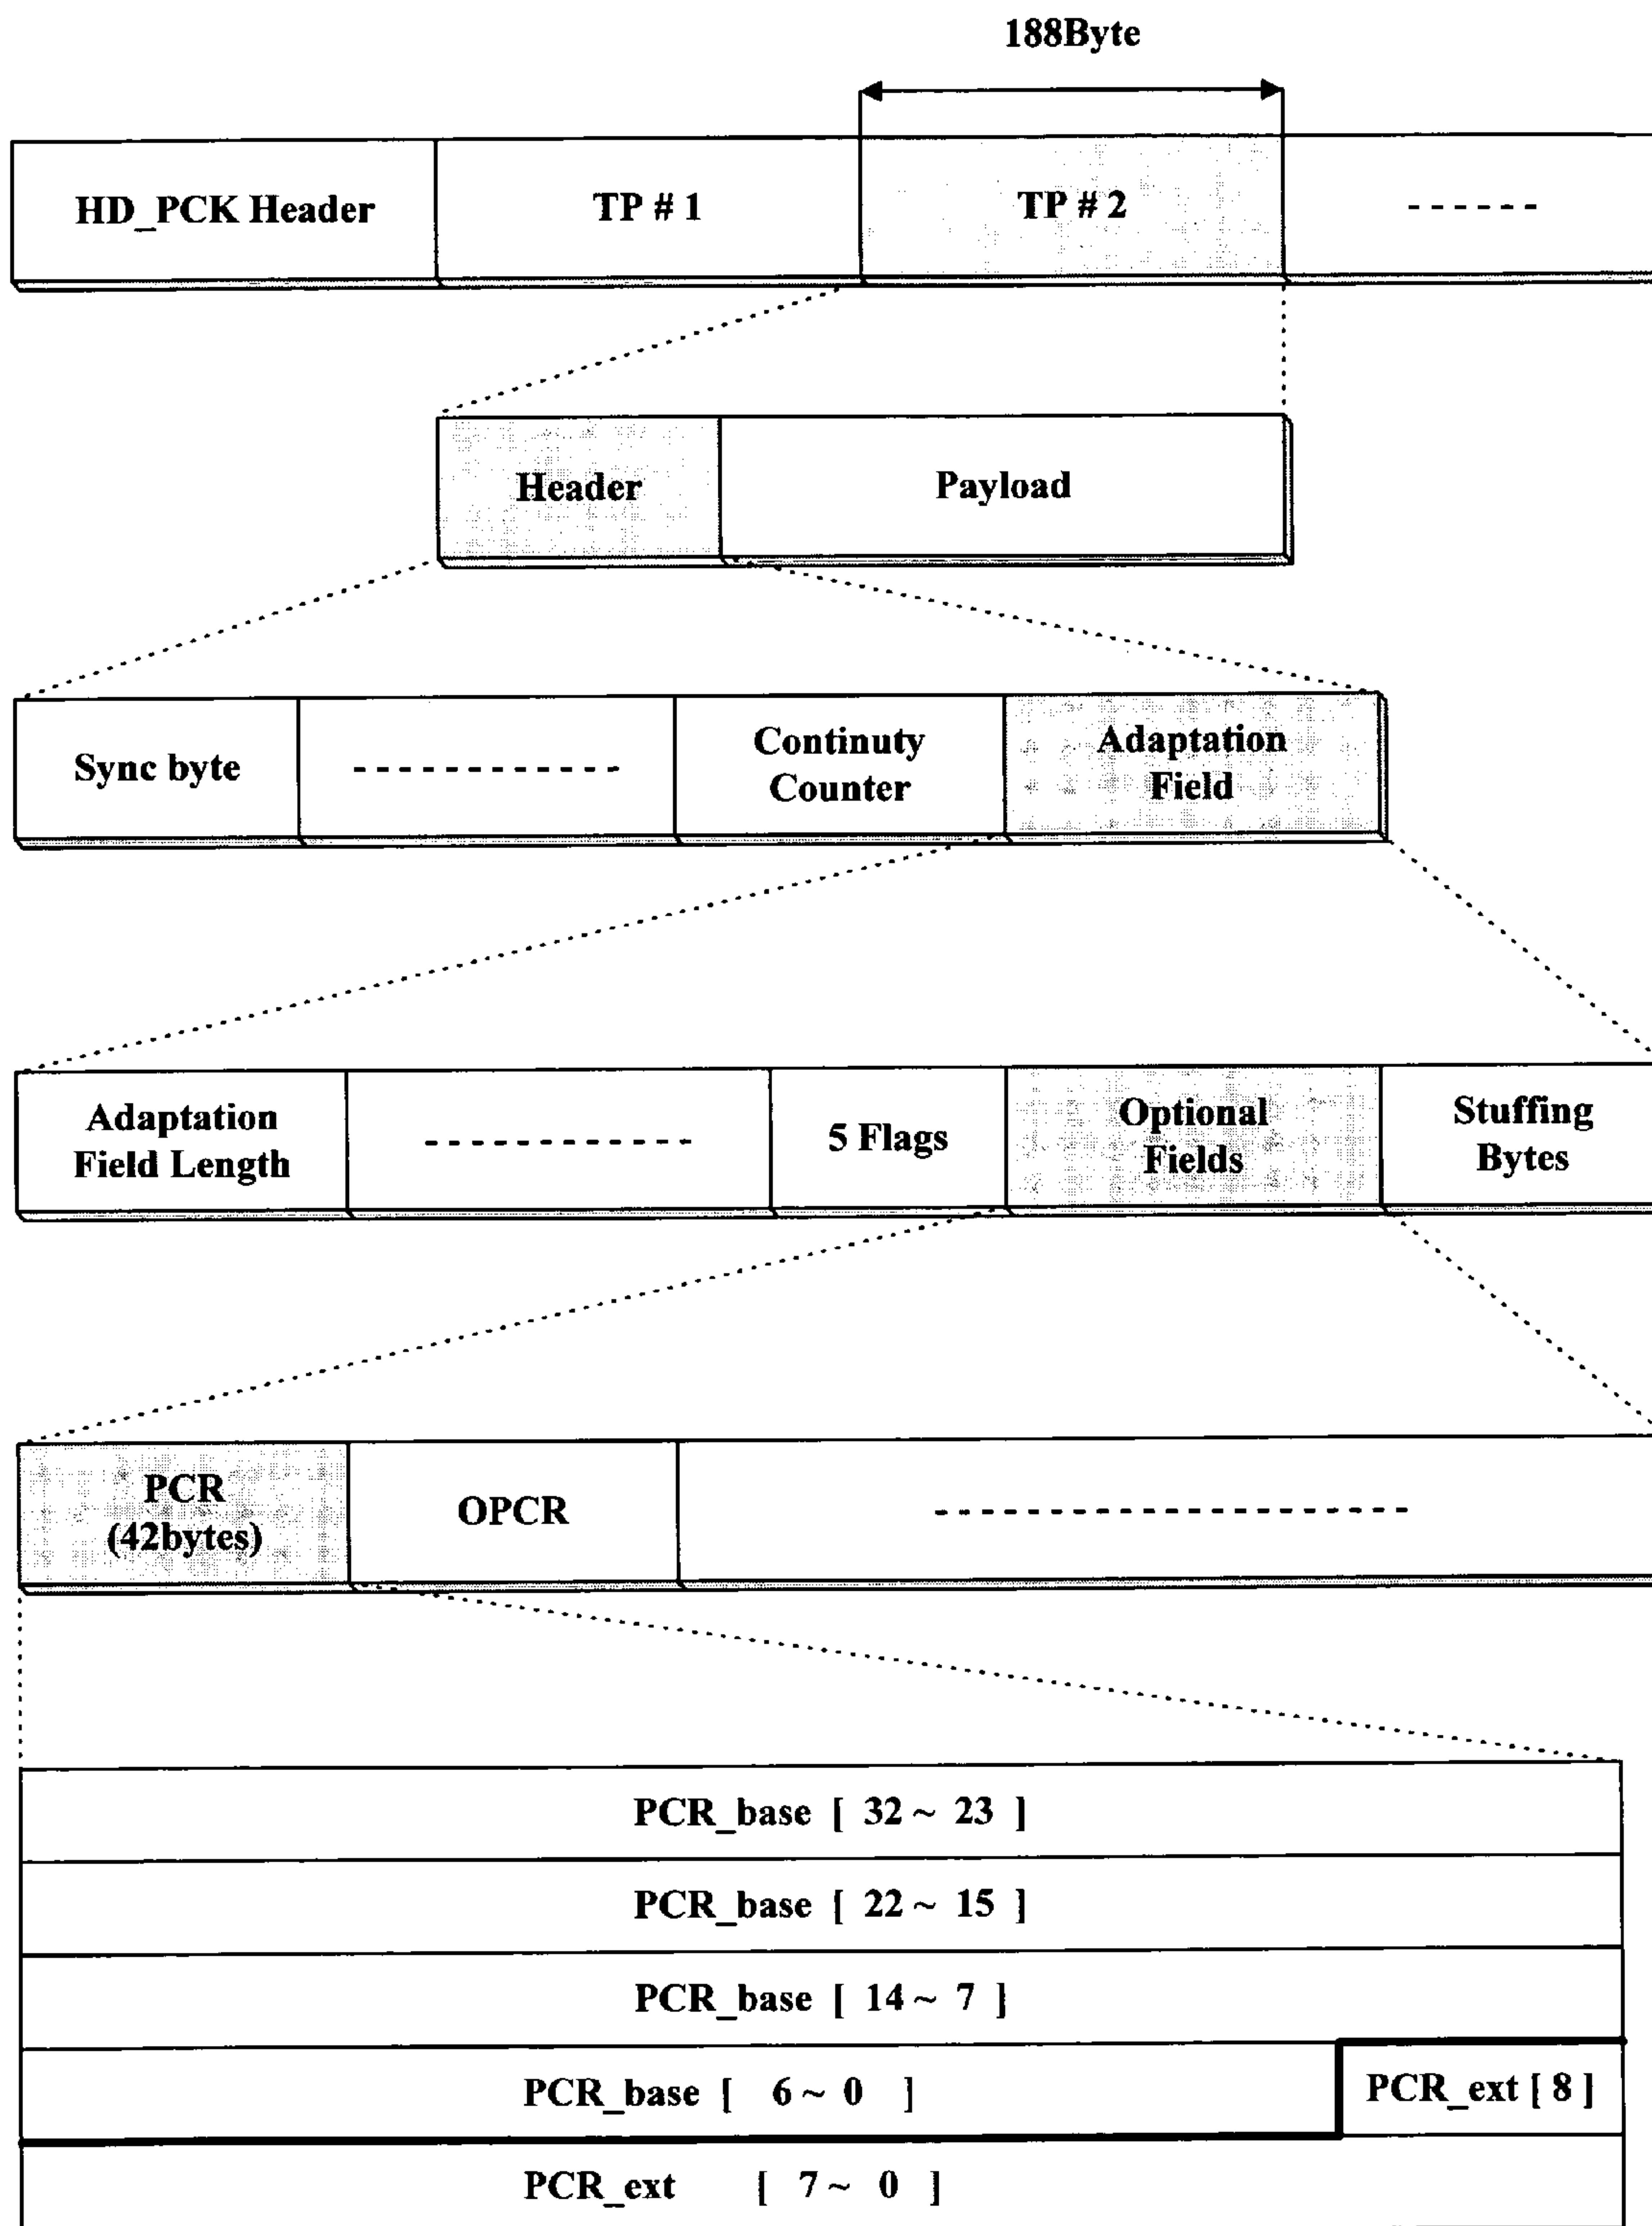 188Byte
HD_PCK Header
TP # 1
TP # 2
------
Header
Payload
Sync byte
--------------
Continuty
Counter
Adaptation
Field
Adaptation
Field Length
--------------
5 Flags
Optional
Fields
Stuffing
Bytes
PCR
(42bytes)
OPCR
------------------------
PCR_base [ 32 ~ 23 ]
PCR_base [ 22 ~ 15 ]
PCR_base [ 14 ~ 7 ]
PCR_base [ 6 ~ 0 ]
PCR_ext [ 8 ]
PCR_ext [ 7 ~ 0 ]